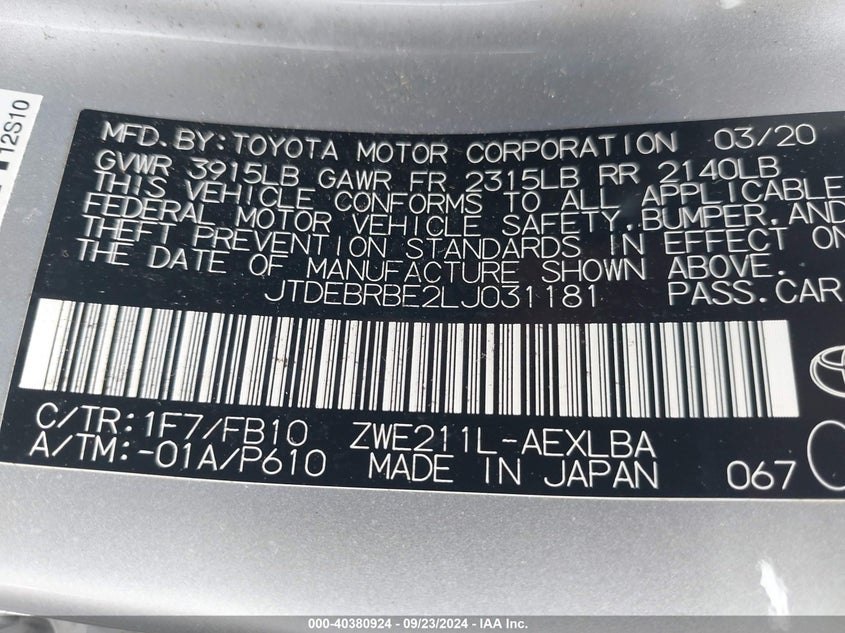 12S10
MFD.BY:TOYOTA MOTOR CORPORATION 03/20
GVWR 3915LB GAWR FR 2315LB RR 2140LB
THIS VEHICLE CONFORMS TO ALL APPLICABLE
FEDERAL MOTOR VEHICLE SAFETY,BUMPER,AND
THEFT PREVENTION STANDARDS IN EFFECT ON
THE DATE OF MANUFACTURE SHOWN ABOVE.
JTDEBRBE2LJ031181 PASS.CAR
C/TR:1F7/FB10 ZWE211L-AEXLBA
A/TM:-01A/P610 MADE IN JAPAN 067
000-40380924 - 09/23/2024 - IAA Inc.